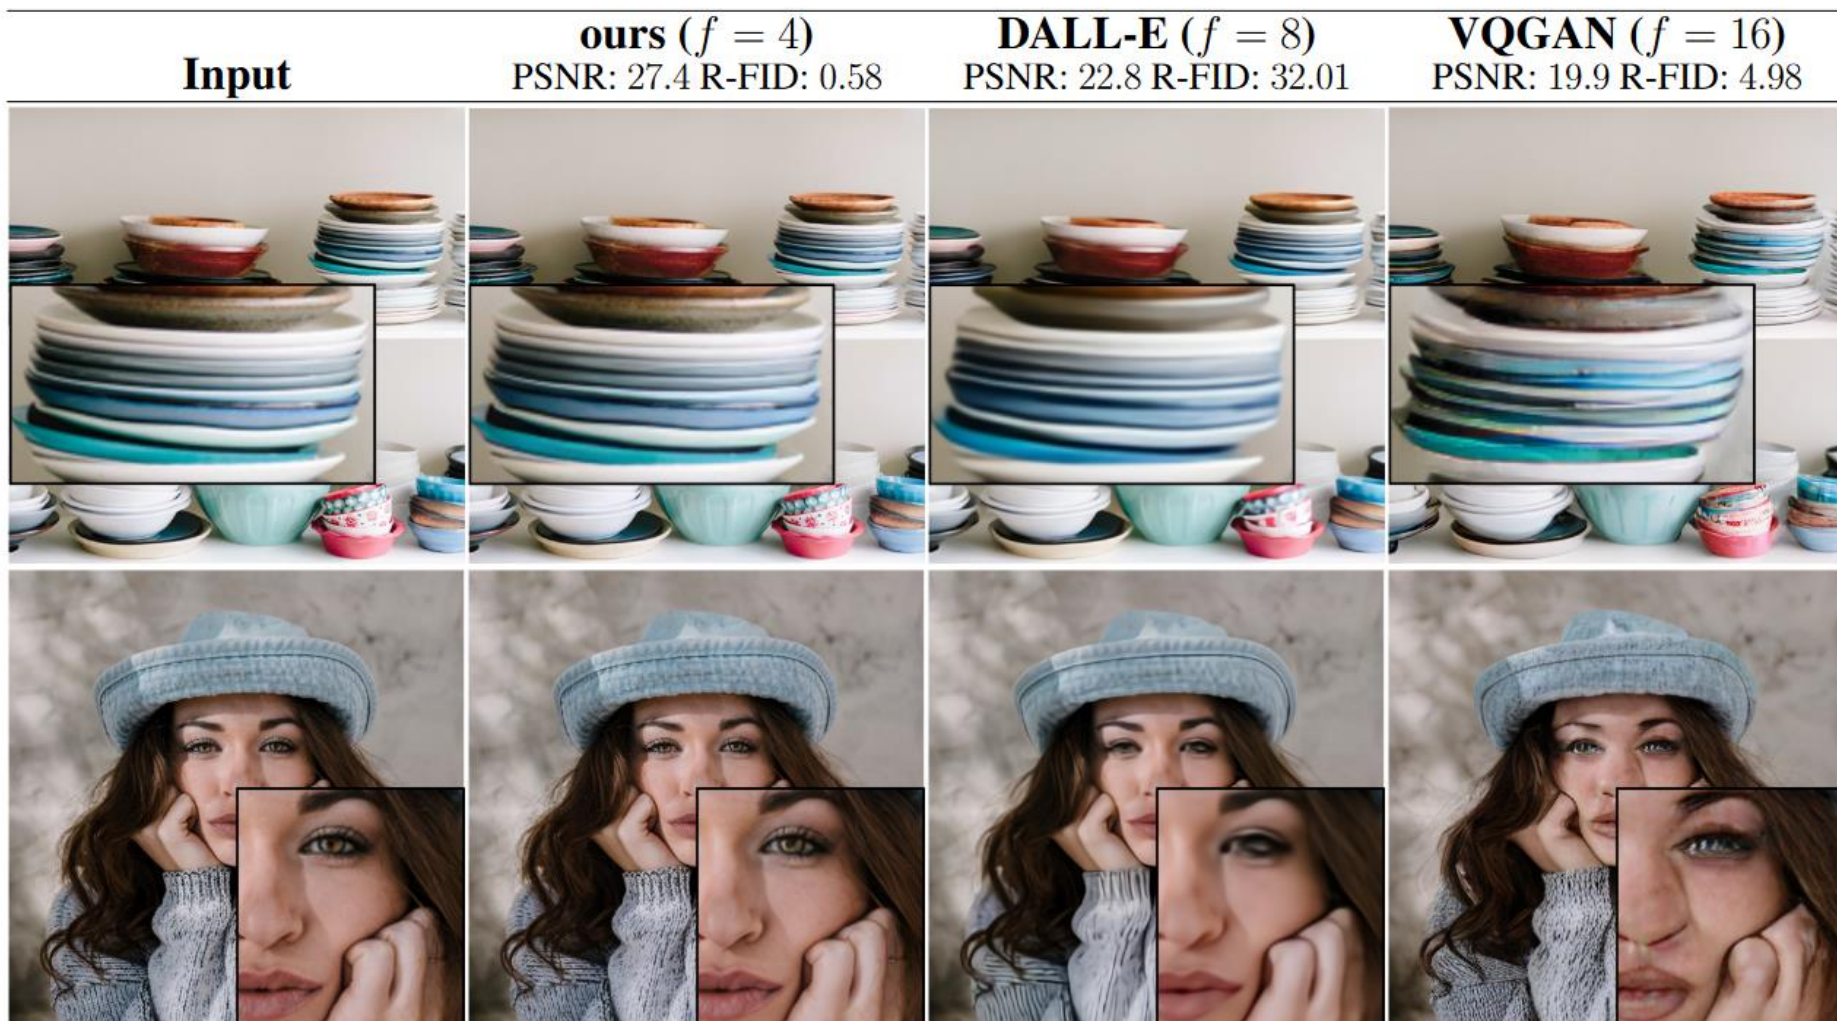 Input
ours (f = 4)
PSNR: 27.4 R-FID: 0.58
DALL-E (f = 8)
PSNR: 22.8 R-FID: 32.01
VQGAN (f = 16)
PSNR: 19.9 R-FID: 4.98